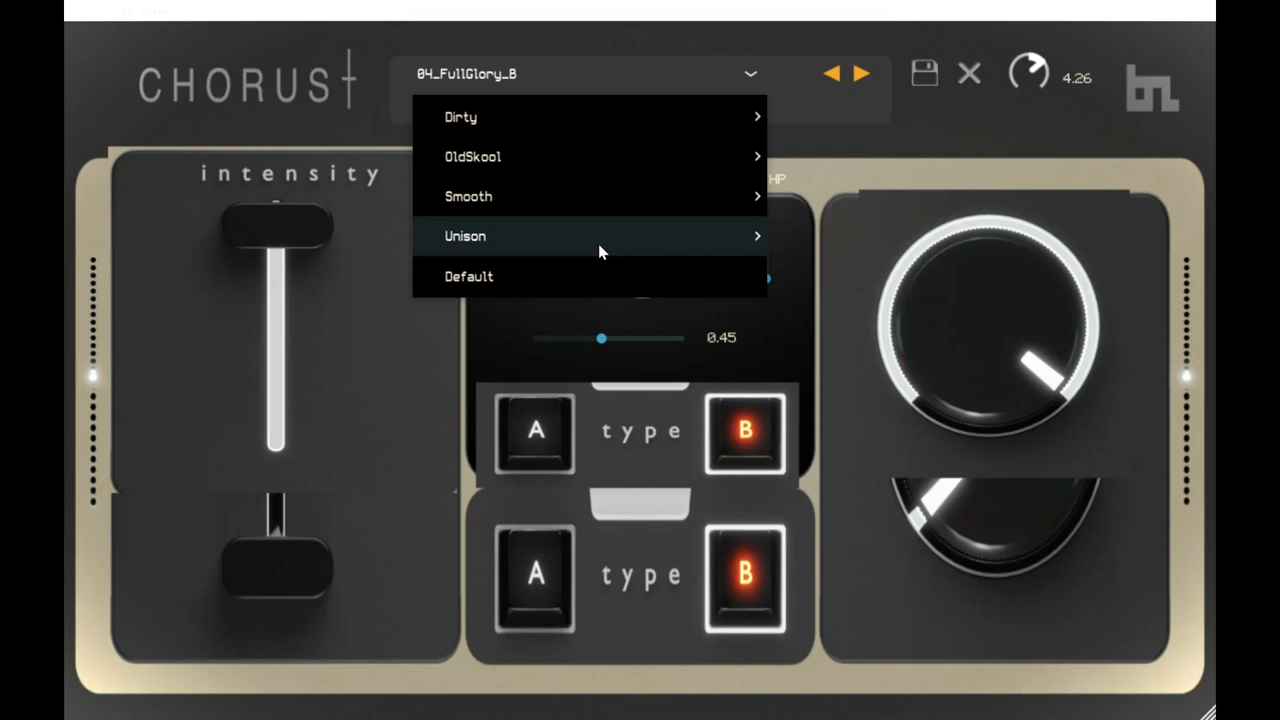 CHORUS
04_FullGlory_B
4.26
Dirty
OldSkool
Smooth
Unison
Default
intensity
HP
0.45
A type B
A type B